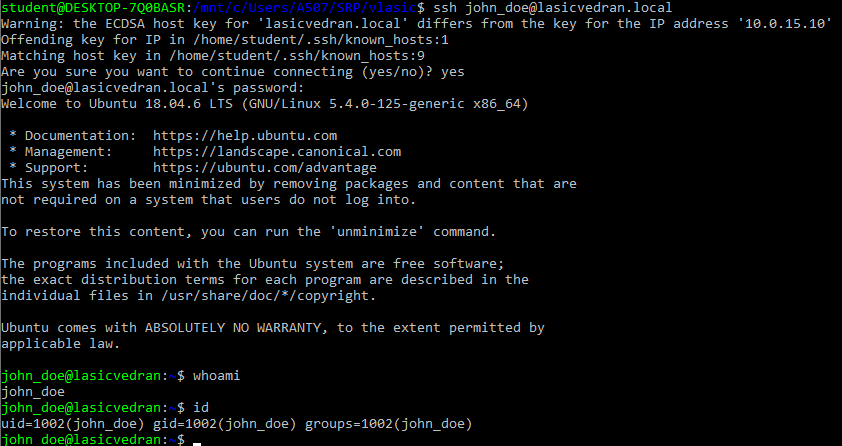 student@DESKTOP-7Q0BASR:/mnt/c/Users/A507/SRP/vlasic$ ssh john_doe@lasicvedran.local
Warning: the ECDSA host key for 'lasicvedran.local' differs from the key for the IP address '10.0.15.10'
Offending key for IP in /home/student/.ssh/known_hosts:1
Matching host key in /home/student/.ssh/known_hosts:9
Are you sure you want to continue connecting (yes/no)? yes
john_doe@lasicvedran.local's password:
Welcome to Ubuntu 18.04.6 LTS (GNU/Linux 5.4.0-125-generic x86_64)

 * Documentation:  https://help.ubuntu.com
 * Management:     https://landscape.canonical.com
 * Support:        https://ubuntu.com/advantage
This system has been minimized by removing packages and content that are
not required on a system that users do not log into.

To restore this content, you can run the 'unminimize' command.

The programs included with the Ubuntu system are free software;
the exact distribution terms for each program are described in the
individual files in /usr/share/doc/*/copyright.

Ubuntu comes with ABSOLUTELY NO WARRANTY, to the extent permitted by
applicable law.

john_doe@lasicvedran:~$ whoami
john_doe
john_doe@lasicvedran:~$ id
uid=1002(john_doe) gid=1002(john_doe) groups=1002(john_doe)
john_doe@lasicvedran:~$